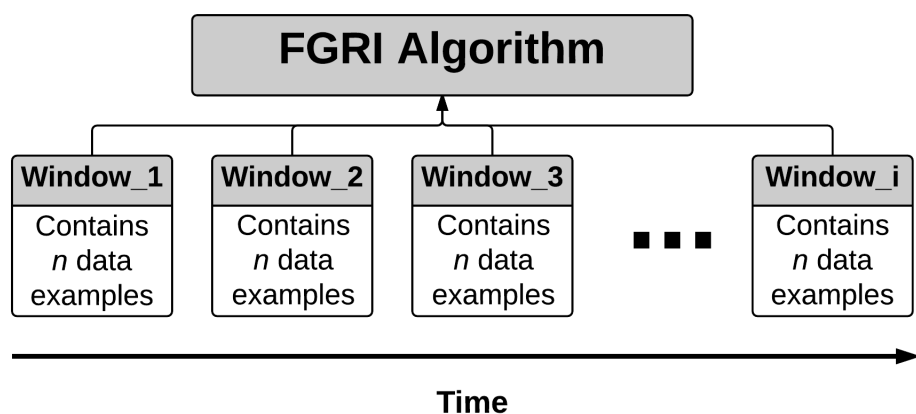 FGRI Algorithm
Window_1
Contains
n data
examples
Window_2
Contains
n data
examples
Window_3
Contains
n data
examples
Window_i
Contains
n data
examples
Time